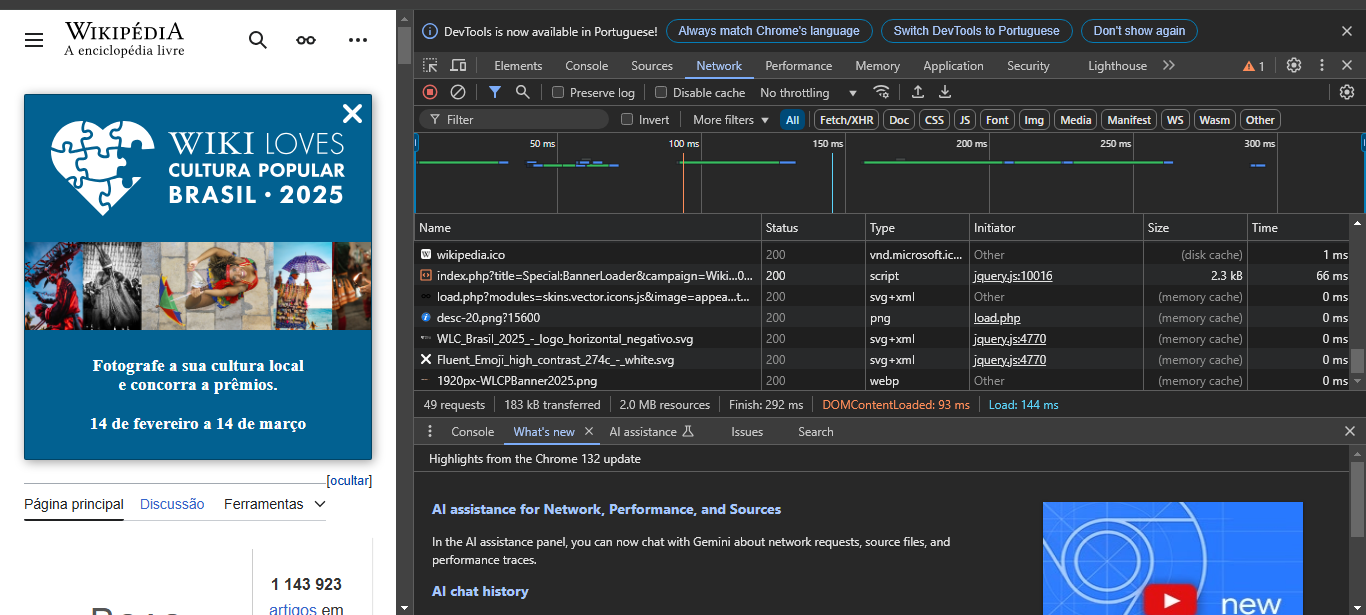 WIKIPÉDIA
A enciclopédia livre
WIKI LOVES
CULTURA POPULAR
BRASIL · 2025
Fotografe a sua cultura local
e concorra a prêmios.
14 de fevereiro a 14 de março
[ocultar]
Página principal Discussão Ferramentas
1 143 923
artigos em
DevTools is now available in Portuguese! Always match Chrome's language Switch DevTools to Portuguese Don't show again
Elements Console Sources Network Performance Memory Application Security Lighthouse 1
Preserve log Disable cache No throttling
Filter Invert More filters All Fetch/XHR Doc CSS JS Font Img Media Manifest WS Wasm Other
50 ms 100 ms 150 ms 200 ms 250 ms 300 ms
Name Status Type Initiator Size Time
wikipedia.ico 200 vnd.microsoft.ic... Other (disk cache) 1 ms
index.php?title=Special:BannerLoader&campaign=Wiki...0... 200 script jquery.js:10016 2.3 kB 66 ms
load.php?modules=skins.vector.icons.js&image=appea...t... 200 svg+xml Other (memory cache) 0 ms
desc-20.png?15600 200 png load.php (memory cache) 0 ms
WLC_Brasil_2025_-_logo_horizontal_negativo.svg 200 svg+xml jquery.js:4770 (memory cache) 0 ms
Fluent_Emoji_high_contrast_274c_-_white.svg 200 svg+xml jquery.js:4770 (memory cache) 0 ms
1920px-WLCPBanner2025.png 200 webp Other (memory cache) 0 ms
49 requests 183 kB transferred 2.0 MB resources Finish: 292 ms DOMContentLoaded: 93 ms Load: 144 ms
Console What's new AI assistance Issues Search
Highlights from the Chrome 132 update
AI assistance for Network, Performance, and Sources
In the AI assistance panel, you can now chat with Gemini about network requests, source files, and
performance traces.
AI chat history
new